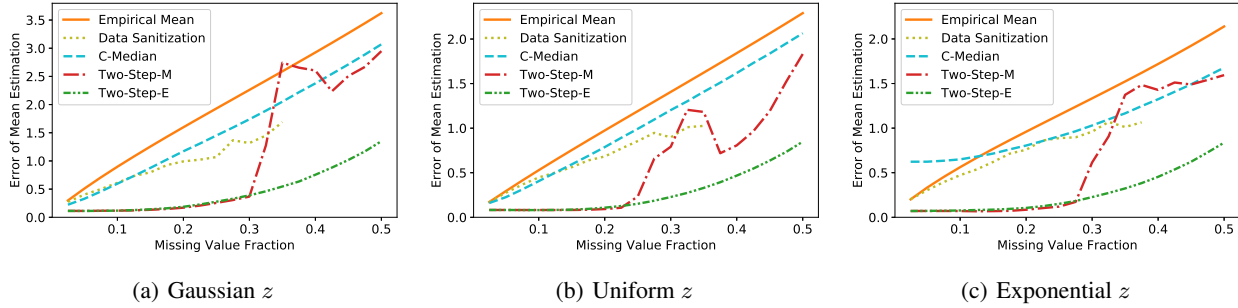 Error of Mean Estimation
3.5
3.0
2.5
2.0
1.5
1.0
0.5
0.0
Empirical Mean
Data Sanitization
C-Median
Two-Step-M
Two-Step-E
0.1
0.2
0.3
0.4
0.5
Missing Value Fraction
(a) Gaussian z
Error of Mean Estimation
2.0
1.5
1.0
0.5
0.0
Empirical Mean
Data Sanitization
C-Median
Two-Step-M
Two-Step-E
0.1
0.2
0.3
0.4
0.5
Missing Value Fraction
(b) Uniform z
Error of Mean Estimation
2.0
1.5
1.0
0.5
0.0
Empirical Mean
Data Sanitization
C-Median
Two-Step-M
Two-Step-E
0.1
0.2
0.3
0.4
0.5
Missing Value Fraction
(c) Exponential z